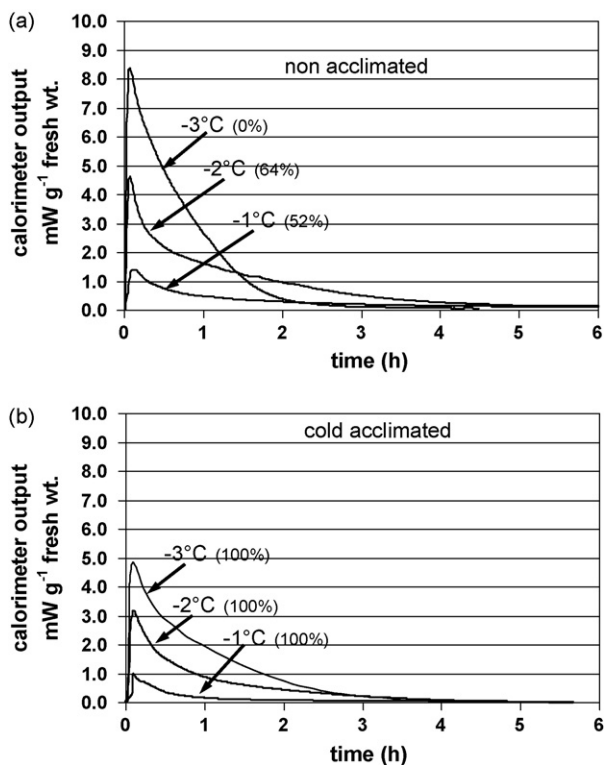 (a)
non acclimated
calorimeter output
mW g⁻¹ fresh wt.
10.0
9.0
8.0
7.0
6.0
5.0
4.0
3.0
2.0
1.0
0.0
-3°C (0%)
-2°C (64%)
-1°C (52%)
0 1 2 3 4 5 6
time (h)
(b)
cold acclimated
calorimeter output
mW g⁻¹ fresh wt.
10.0
9.0
8.0
7.0
6.0
5.0
4.0
3.0
2.0
1.0
0.0
-3°C (100%)
-2°C (100%)
-1°C (100%)
0 1 2 3 4 5 6
time (h)